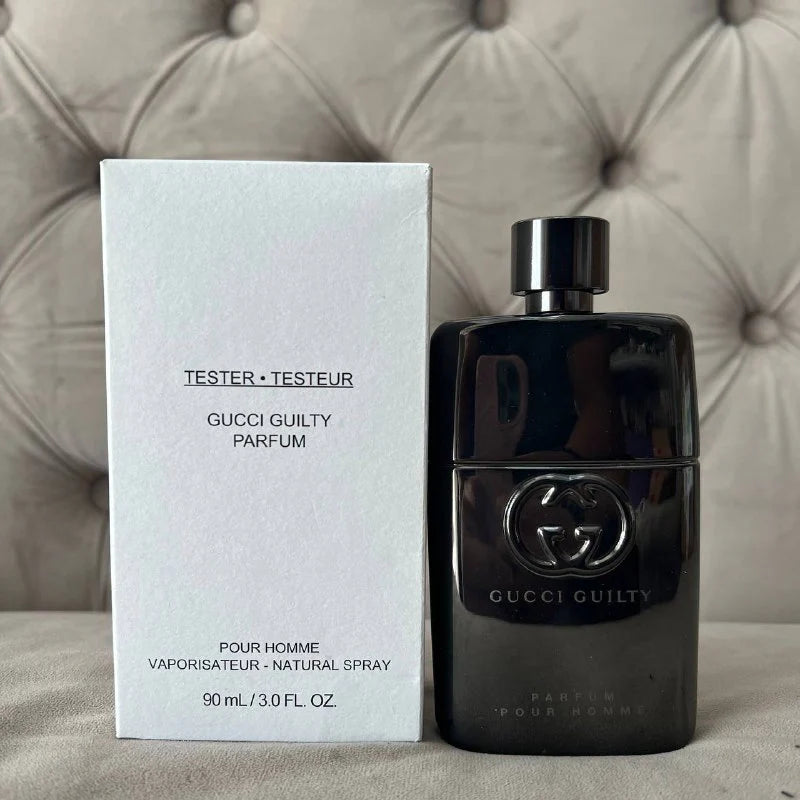 TESTER • TESTEUR
GUCCI GUILTY
PARFUM
POUR HOMME
VAPORISATEUR - NATURAL SPRAY
90 mL / 3.0 FL. OZ.
GUCCI GUILTY
PARFUM
POUR HOMME